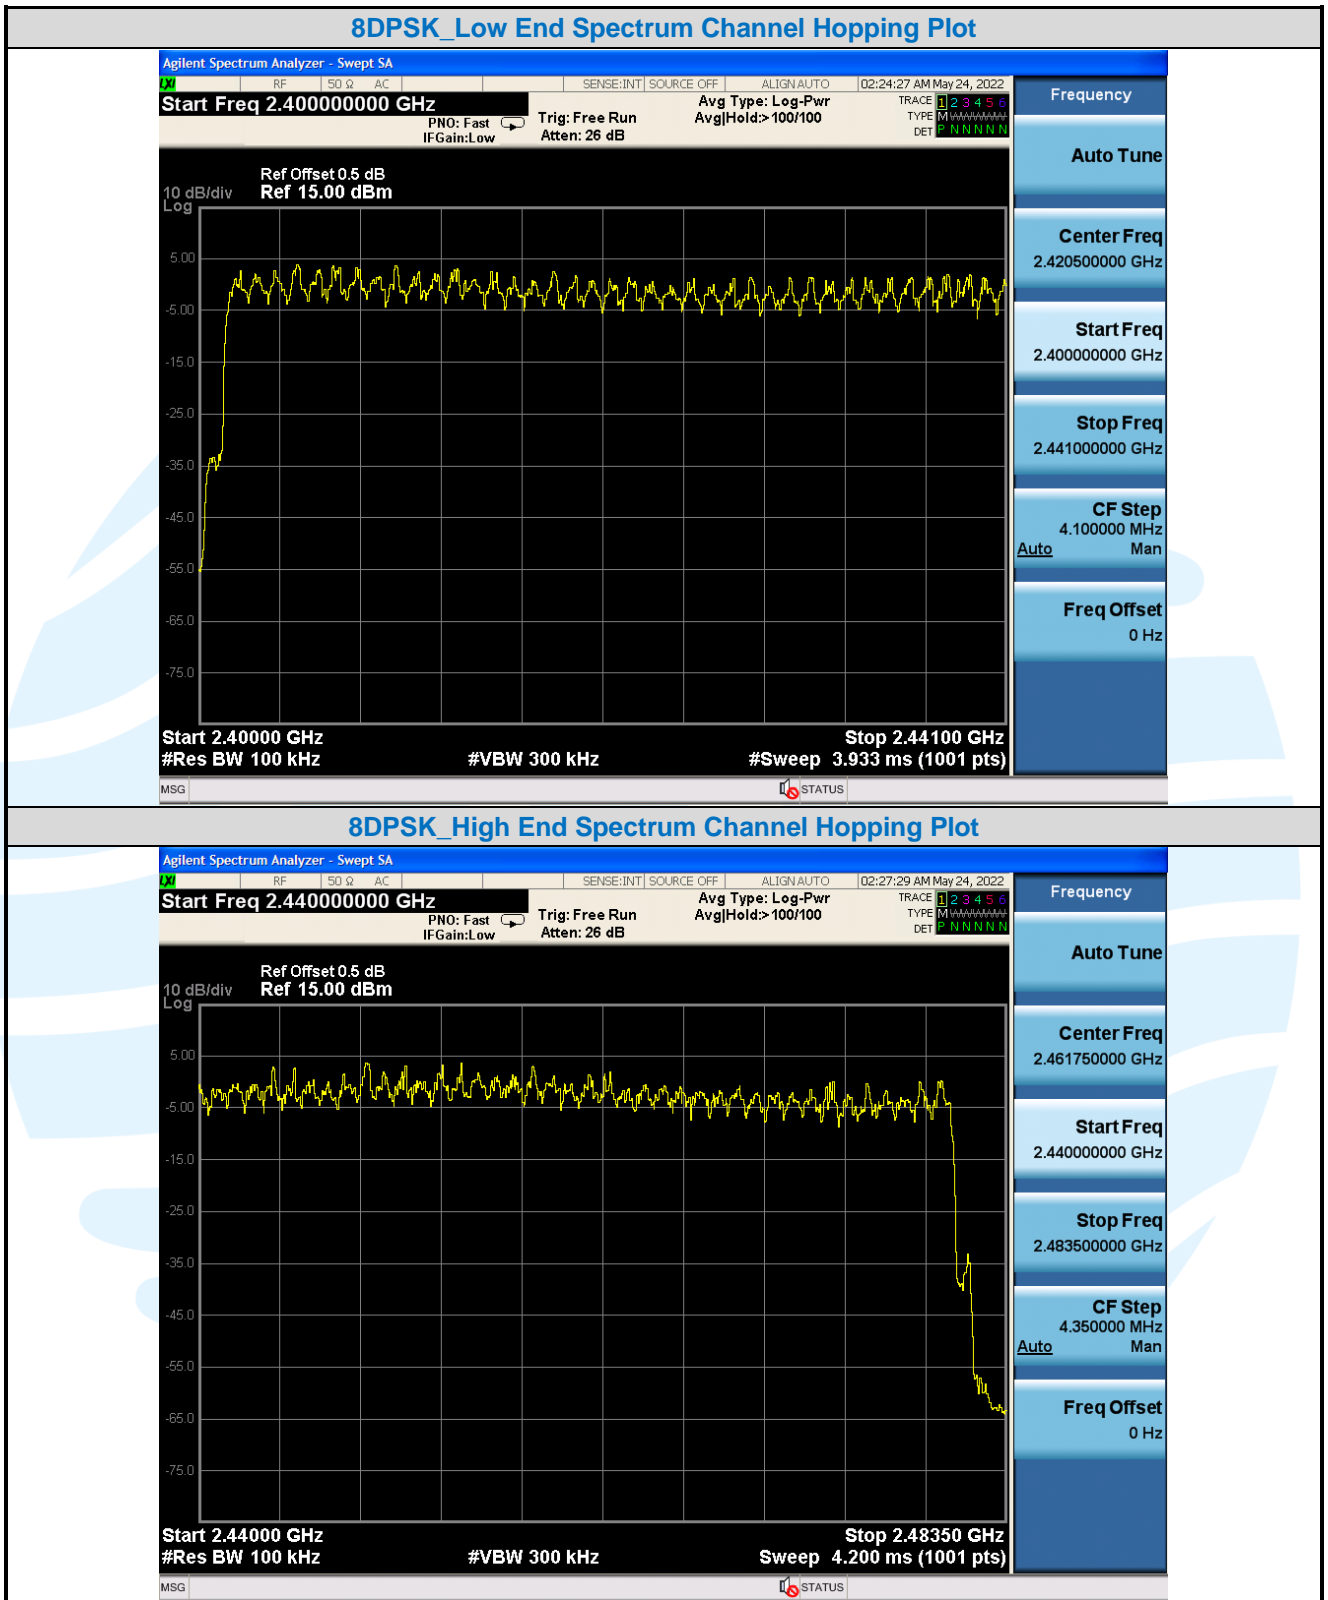 8DPSK_Low End Spectrum Channel Hopping Plot
Agilent Spectrum Analyzer - Swept SA
LXI RF 50 Ω AC SENSE:INT SOURCE OFF ALIGN AUTO 02:24:27 AM May 24, 2022
Start Freq 2.400000000 GHz
PNO: Fast
IFGain:Low
Trig: Free Run
Atten: 26 dB
Avg Type: Log-Pwr
Avg|Hold:>100/100
TRACE 1 2 3 4 5 6
TYPE M WWWWW
DET P N N N N N
Ref Offset 0.5 dB
10 dB/div Ref 15.00 dBm
Log
5.00
-5.00
-15.0
-25.0
-35.0
-45.0
-55.0
-65.0
-75.0
Start 2.40000 GHz Stop 2.44100 GHz
#Res BW 100 kHz #VBW 300 kHz #Sweep 3.933 ms (1001 pts)
MSG STATUS
Frequency
Auto Tune
Center Freq
2.420500000 GHz
Start Freq
2.400000000 GHz
Stop Freq
2.441000000 GHz
CF Step
4.100000 MHz
Auto Man
Freq Offset
0 Hz
8DPSK_High End Spectrum Channel Hopping Plot
Agilent Spectrum Analyzer - Swept SA
LXI RF 50 Ω AC SENSE:INT SOURCE OFF ALIGN AUTO 02:27:29 AM May 24, 2022
Start Freq 2.440000000 GHz
PNO: Fast
IFGain:Low
Trig: Free Run
Atten: 26 dB
Avg Type: Log-Pwr
Avg|Hold:>100/100
TRACE 1 2 3 4 5 6
TYPE M WWWWW
DET P N N N N N
Ref Offset 0.5 dB
10 dB/div Ref 15.00 dBm
Log
5.00
-5.00
-15.0
-25.0
-35.0
-45.0
-55.0
-65.0
-75.0
Start 2.44000 GHz Stop 2.48350 GHz
#Res BW 100 kHz #VBW 300 kHz Sweep 4.200 ms (1001 pts)
MSG STATUS
Frequency
Auto Tune
Center Freq
2.461750000 GHz
Start Freq
2.440000000 GHz
Stop Freq
2.483500000 GHz
CF Step
4.350000 MHz
Auto Man
Freq Offset
0 Hz